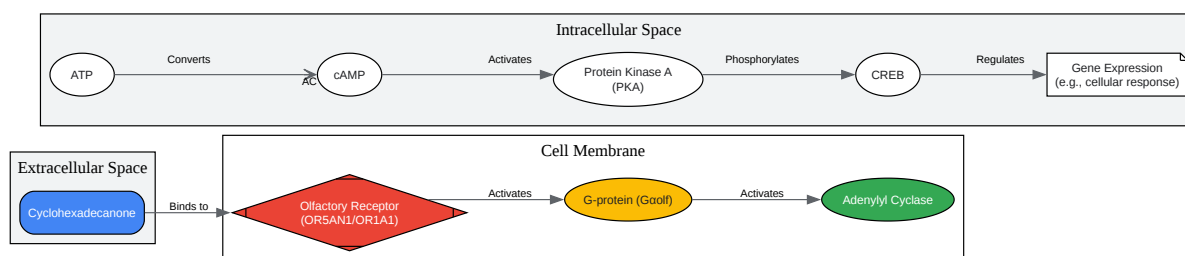 Intracellular Space
ATP
Converts
AC
cAMP
Activates
Protein Kinase A
(PKA)
Phosphorylates
CREB
Regulates
Gene Expression
(e.g., cellular response)
Extracellular Space
Cyclohexadecanone
Binds to
Cell Membrane
Olfactory Receptor
(OR5AN1/OR1A1)
Activates
G-protein (Gαolf)
Activates
Adenylyl Cyclase